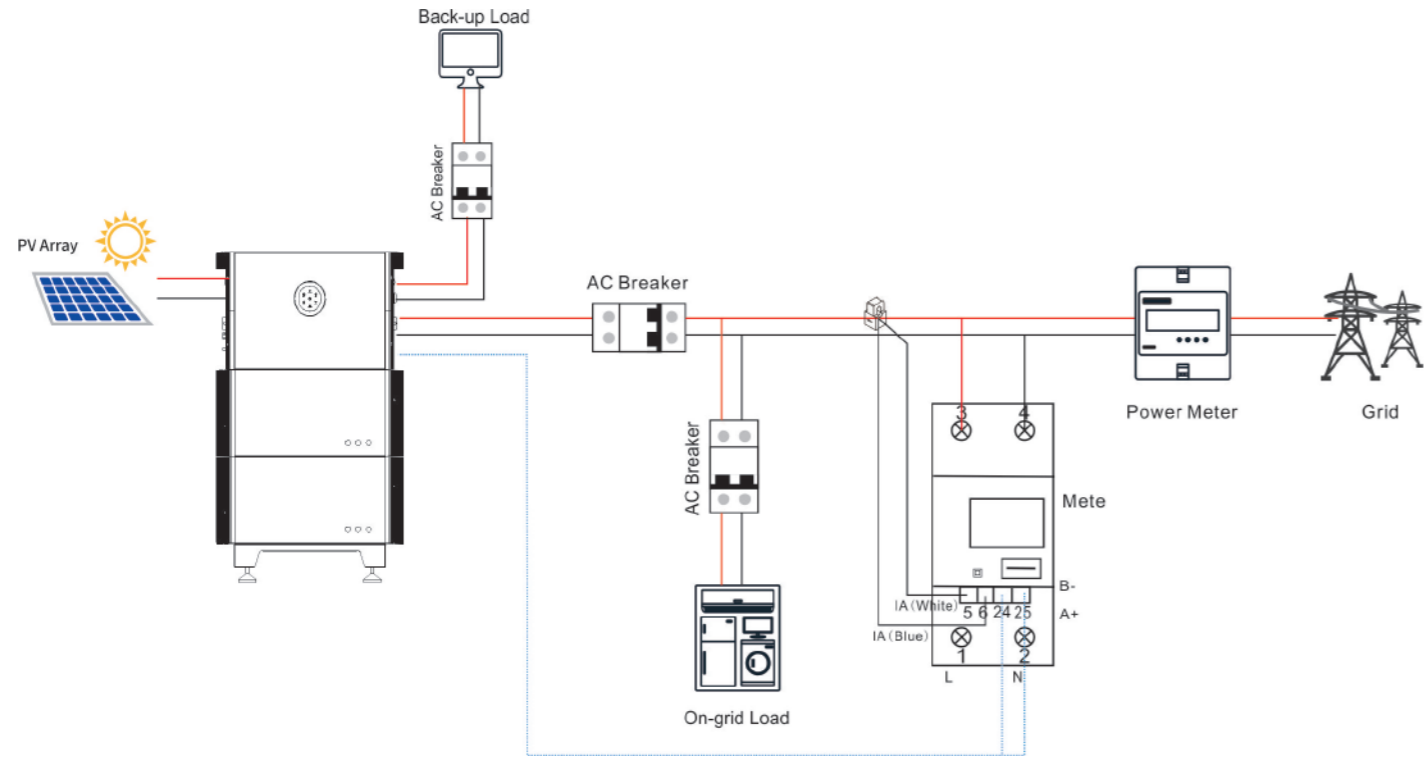 Back-up Load
AC Breaker
PV Array
AC Breaker
Power Meter
Grid
3 4
AC Breaker
Mete
B-
IA(White)
5 6 24 25
A+
IA(Blue)
1 2
L N
On-grid Load